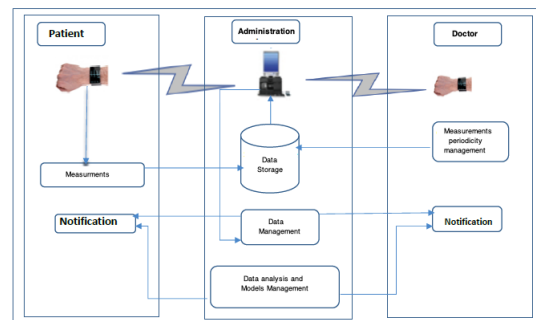 Patient
Administration
Doctor
Measurments
Data
Storage
Measurements
periodicity
management
Notification
Data
Management
Notification
Data analysis and
Models Management